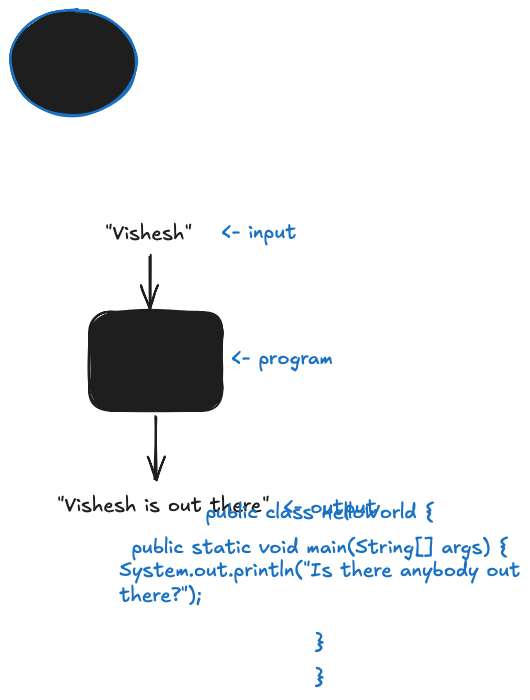 "Vishesh" <- input
<- program
"Vishesh is out there" <- output
public class HelloWorld {
public static void main(String[] args) {
System.out.println("Is there anybody out
there?");
}
}